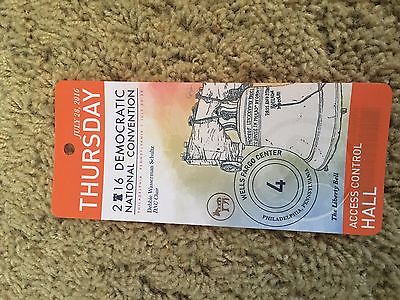 JULY 28, 2016
THURSDAY
2016 DEMOCRATIC
NATIONAL CONVENTION
Debbie Wasserman Schultz
DNC Chair
WELLS FARGO CENTER
4
PHILADELPHIA, PENNSYLVANIA
The Liberty Bell
ACCESS CONTROL
HALL